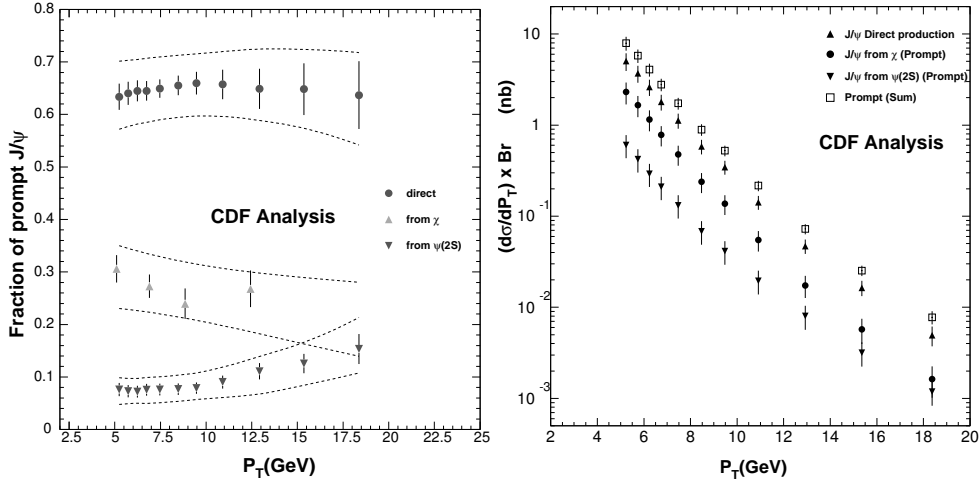 Fraction of prompt J/ψ
0.8
0.7
0.6
0.5
0.4
0.3
0.2
0.1
0
direct
from χ
from ψ(2S)
CDF Analysis
2.5 5 7.5 10 12.5 15 17.5 20 22.5 25
P_T(GeV)
(dσ/dP_T) x Br (nb)
10
1
10^-1
10^-2
10^-3
J/ψ Direct production
J/ψ from χ (Prompt)
J/ψ from ψ(2S) (Prompt)
Prompt (Sum)
CDF Analysis
2 4 6 8 10 12 14 16 18 20
P_T(GeV)